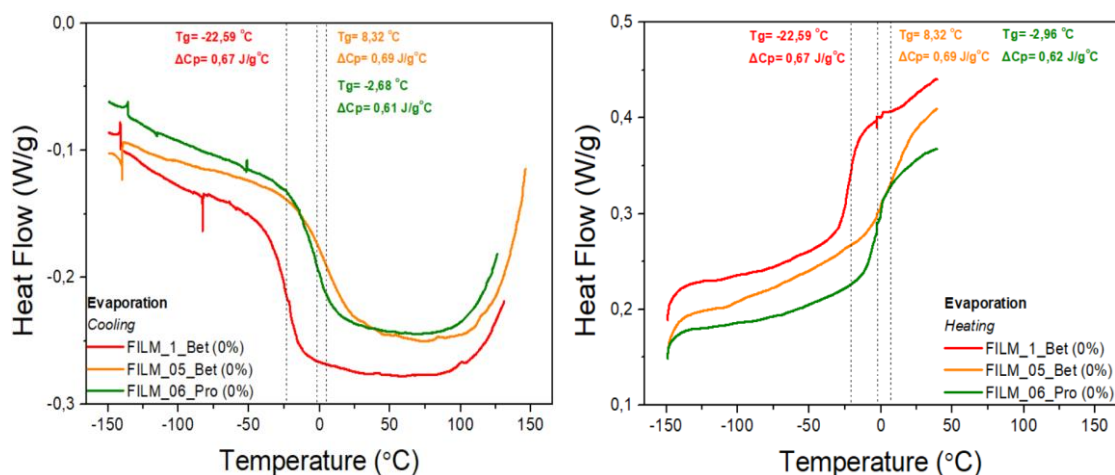 Tg= -22,59 °C
ΔCp= 0,67 J/g°C
Tg= 8,32 °C
ΔCp= 0,69 J/g°C
Tg= -2,68 °C
ΔCp= 0,61 J/g°C
0,0
-0,1
-0,2
-0,3
Heat Flow (W/g)
Evaporation
Cooling
FILM_1_Bet (0%)
FILM_05_Bet (0%)
FILM_06_Pro (0%)
-150 -100 -50 0 50 100 150
Temperature (°C)
Tg= -22,59 °C
ΔCp= 0,67 J/g°C
Tg= 8,32 °C
ΔCp= 0,69 J/g°C
Tg= -2,96 °C
ΔCp= 0,62 J/g°C
0,5
0,4
0,3
0,2
0,1
Heat Flow (W/g)
Evaporation
Heating
FILM_1_Bet (0%)
FILM_05_Bet (0%)
FILM_06_Pro (0%)
-150 -100 -50 0 50 100 150
Temperature (°C)